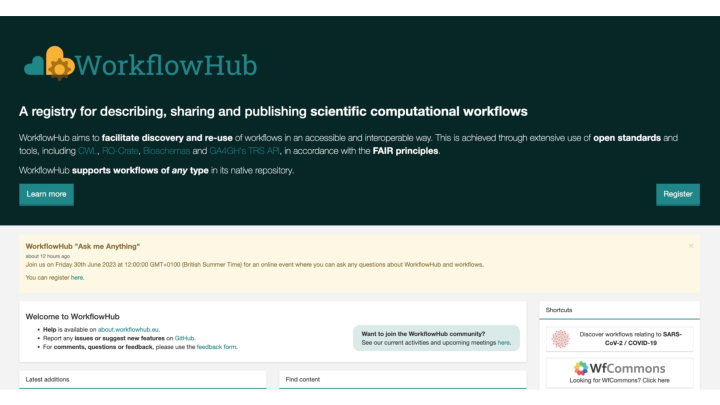 WorkflowHub
A registry for describing, sharing and publishing scientific computational workflows
WorkflowHub aims to facilitate discovery and re-use of workflows in an accessible and interoperable way. This is achieved through extensive use of open standards and
tools, including CWL, RO-Crate, Bioschemas and GA4GH's TRS API, in accordance with the FAIR principles.
WorkflowHub supports workflows of any type in its native repository.
Learn more
Register
WorkflowHub "Ask me Anything"
×
about 12 hours ago
Join us on Friday 30th June 2023 at 12:00:00 GMT+0100 (British Summer Time) for an online event where you can ask any questions about WorkflowHub and workflows.
You can register here.
Welcome to WorkflowHub
• Help is available on about.workflowhub.eu.
• Report any issues or suggest new features on GitHub.
• For comments, questions or feedback, please use the feedback form.
Want to join the WorkflowHub community?
See our current activities and upcoming meetings here.
Shortcuts
Discover workflows relating to SARS-
CoV-2 / COVID-19
WfCommons
Looking for WfCommons? Click here
Latest additions
Find content